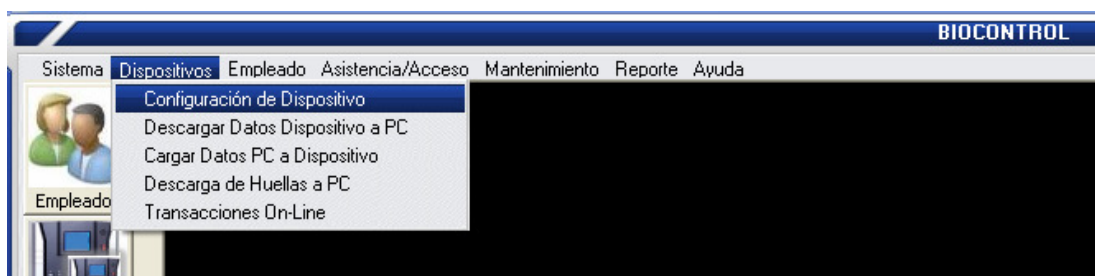 BIOCONTROL
Sistema Dispositivos Empleado Asistencia/Acceso Mantenimiento Reporte Ayuda
Configuración de Dispositivo
Descargar Datos Dispositivo a PC
Cargar Datos PC a Dispositivo
Descarga de Huellas a PC
Transacciones On-Line
Empleado